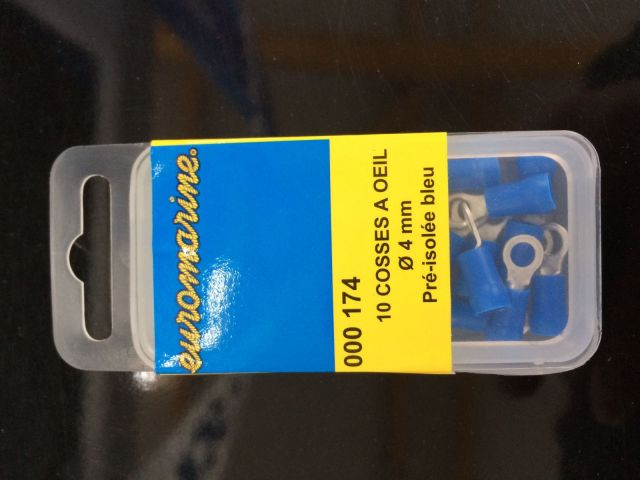 euromarine.
000 174
10 COSSES A OEIL
Ø 4 mm
Pré-isolée bleu